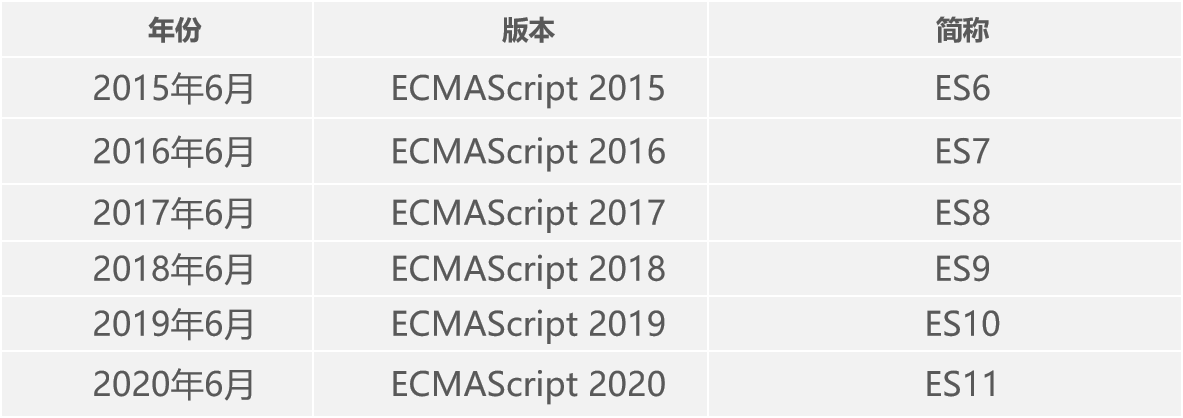 年份 版本 简称
2015年6月 ECMAScript 2015 ES6
2016年6月 ECMAScript 2016 ES7
2017年6月 ECMAScript 2017 ES8
2018年6月 ECMAScript 2018 ES9
2019年6月 ECMAScript 2019 ES10
2020年6月 ECMAScript 2020 ES11